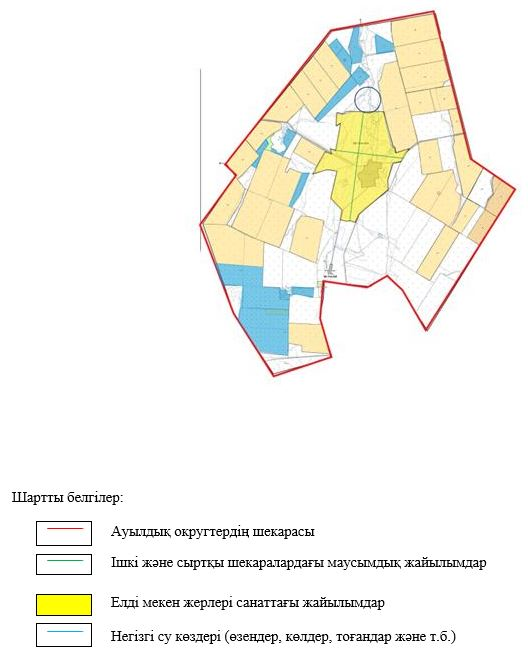 Шартты белгілер:
Ауылдық округтердің шекарасы
Ішкі және сыртқы шекаралардағы маусымдық жайылымдар
Елді мекен жерлері санаттағы жайылымдар
Негізгі су көздері (өзендер, көлдер, тоғандар және т.б.)